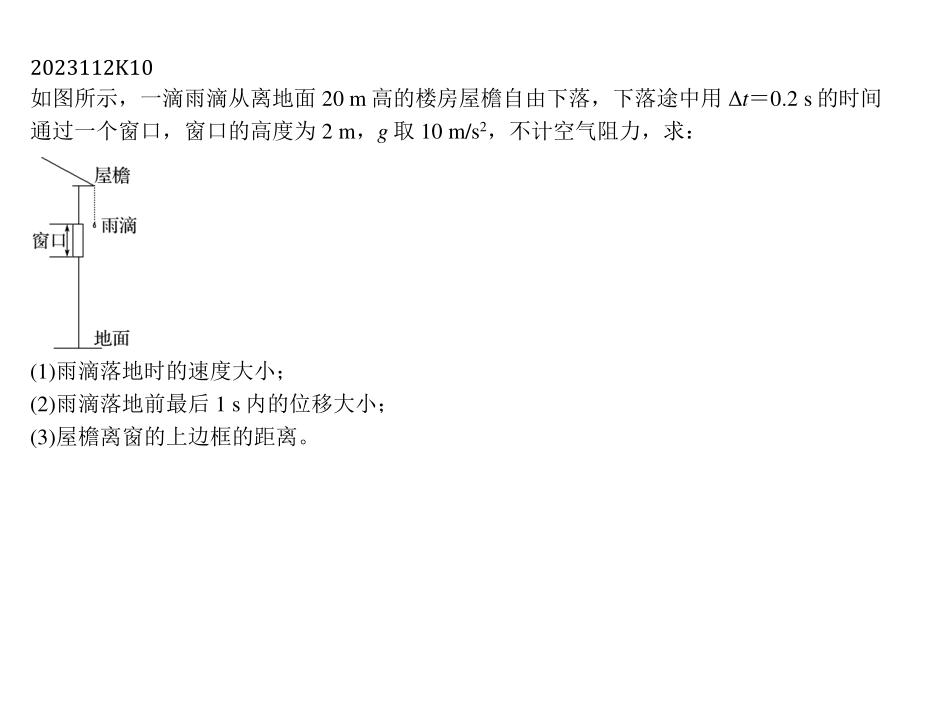 2023112K10
如图所示，一滴雨滴从离地面 20 m 高的楼房屋檐自由下落，下落途中用 Δt＝0.2 s 的时间
通过一个窗口，窗口的高度为 2 m，g 取 10 m/s²，不计空气阻力，求：
屋檐
雨滴
窗口
地面
(1)雨滴落地时的速度大小；
(2)雨滴落地前最后 1 s 内的位移大小；
(3)屋檐离窗的上边框的距离。